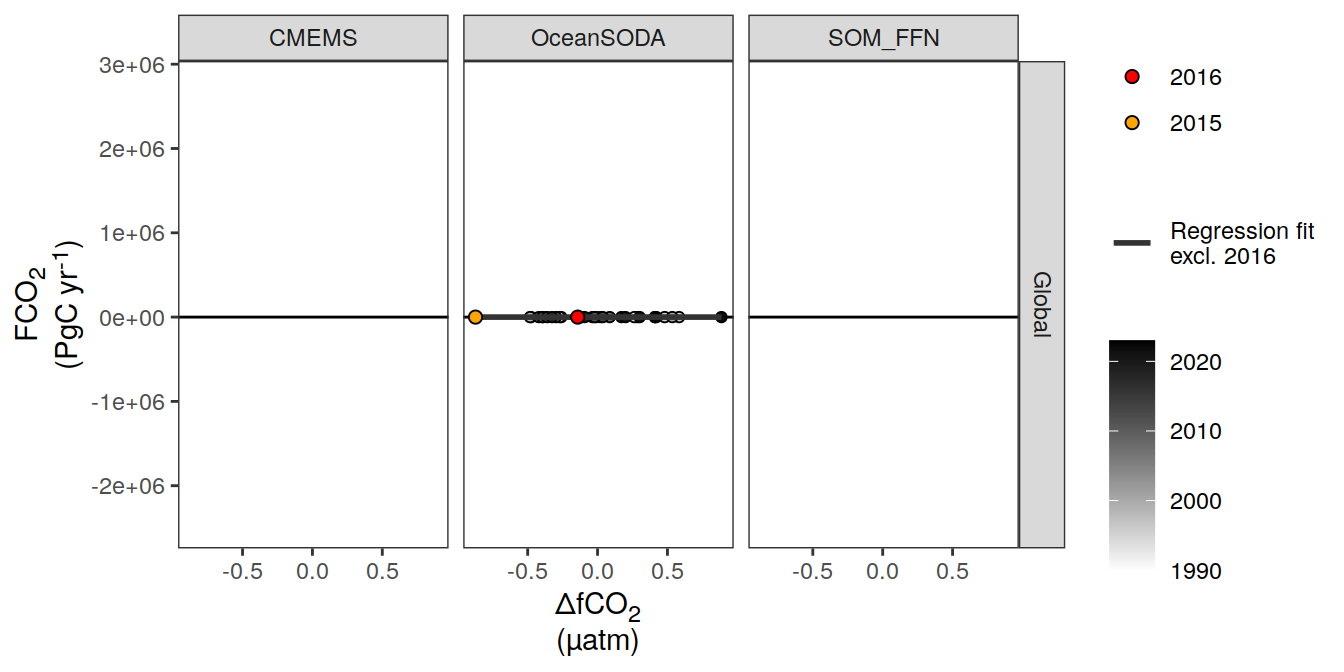 CMEMS
OceanSODA
SOM_FFN
3e+06
2e+06
1e+06
0e+00
-1e+06
-2e+06
FCO₂
(PgC yr⁻¹)
-0.5 0.0 0.5
-0.5 0.0 0.5
-0.5 0.0 0.5
ΔfCO₂
(µatm)
Global
2016
2015
Regression fit
excl. 2016
2020
2010
2000
1990